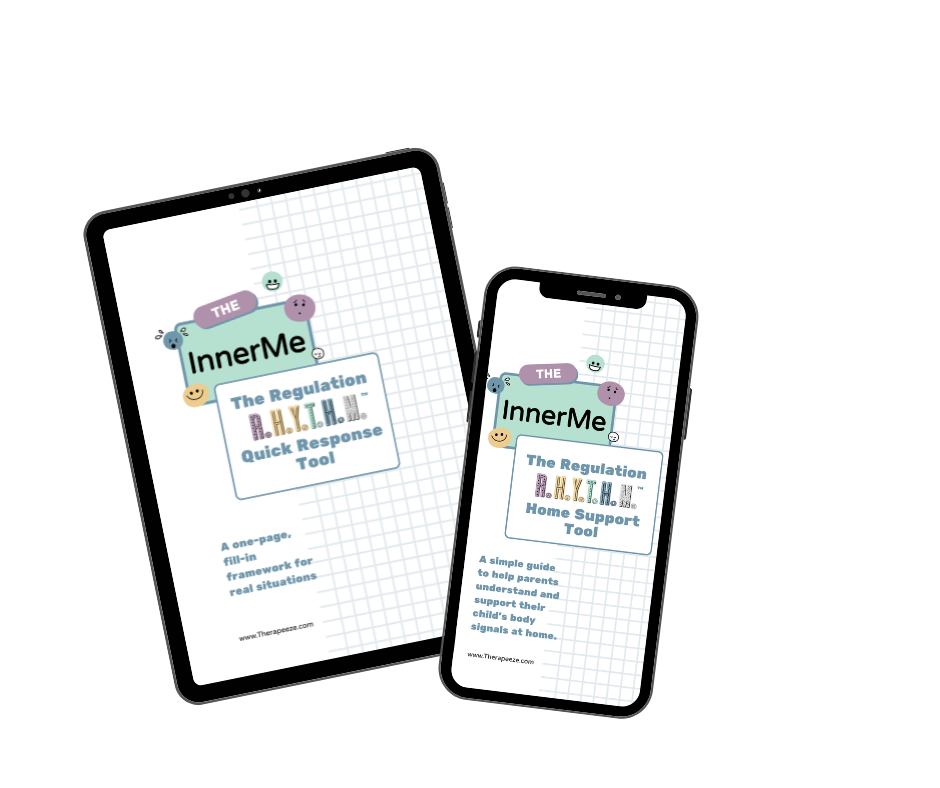 THE
InnerMe
The Regulation
R.H.Y.T.H.M.™
Quick Response
Tool
A one-page,
fill-in
framework for
real situations
www.Therapeeze.com
THE
InnerMe
The Regulation
R.H.Y.T.H.M.™
Home Support
Tool
A simple guide
to help parents
understand and
support their
child's body
signals at home.
www.Therapeeze.com